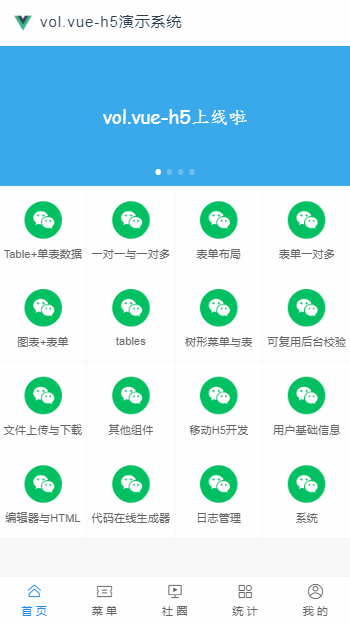 vol.vue-h5演示系统
vol.vue-h5上线啦
Table+单表数据 一对一与一对多 表单布局 表单一对多
图表+表单 tables 树形菜单与表 可复用后台校验
文件上传与下载 其他组件 移动H5开发 用户基础信息
编辑器与HTML 代码在线生成器 日志管理 系统
首页 菜单 社圈 统计 我的